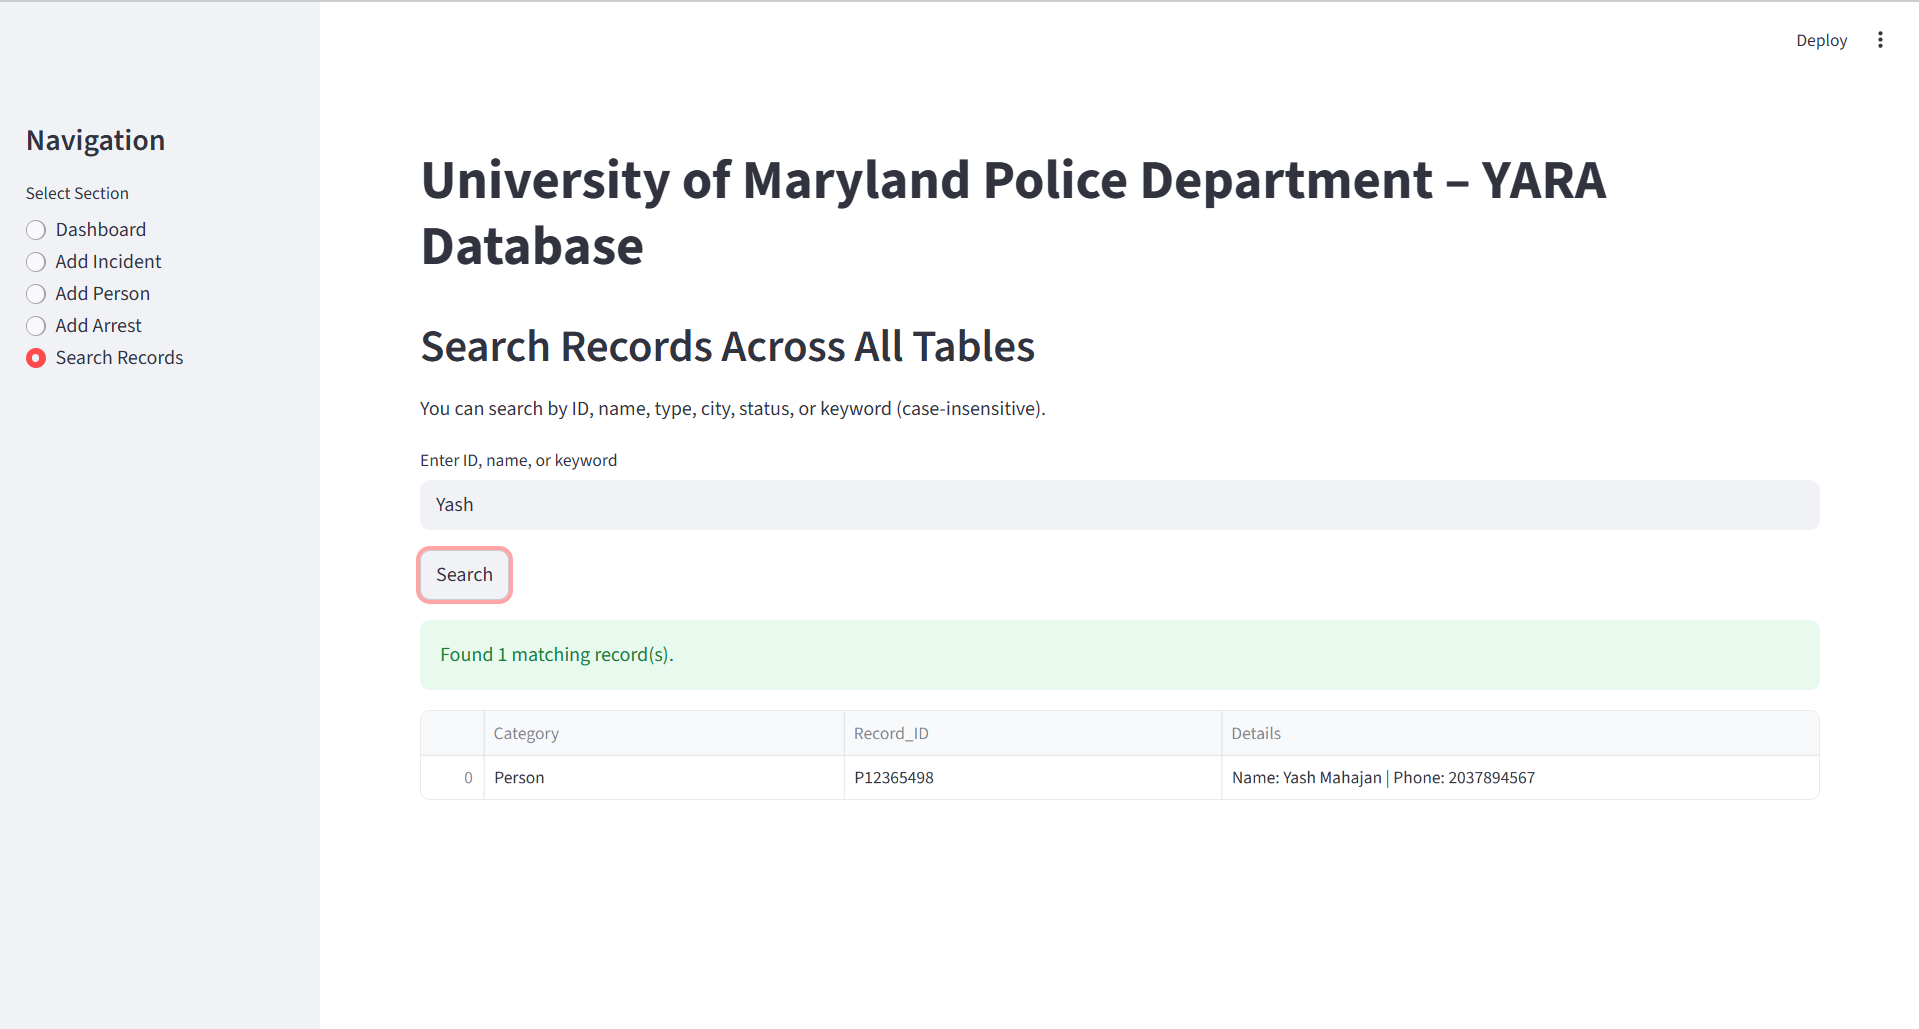 Deploy
Navigation
Select Section
Dashboard
Add Incident
Add Person
Add Arrest
Search Records
University of Maryland Police Department – YARA
Database
Search Records Across All Tables
You can search by ID, name, type, city, status, or keyword (case-insensitive).
Enter ID, name, or keyword
Yash
Search
Found 1 matching record(s).
Category Record_ID Details
0 Person P12365498 Name: Yash Mahajan | Phone: 2037894567